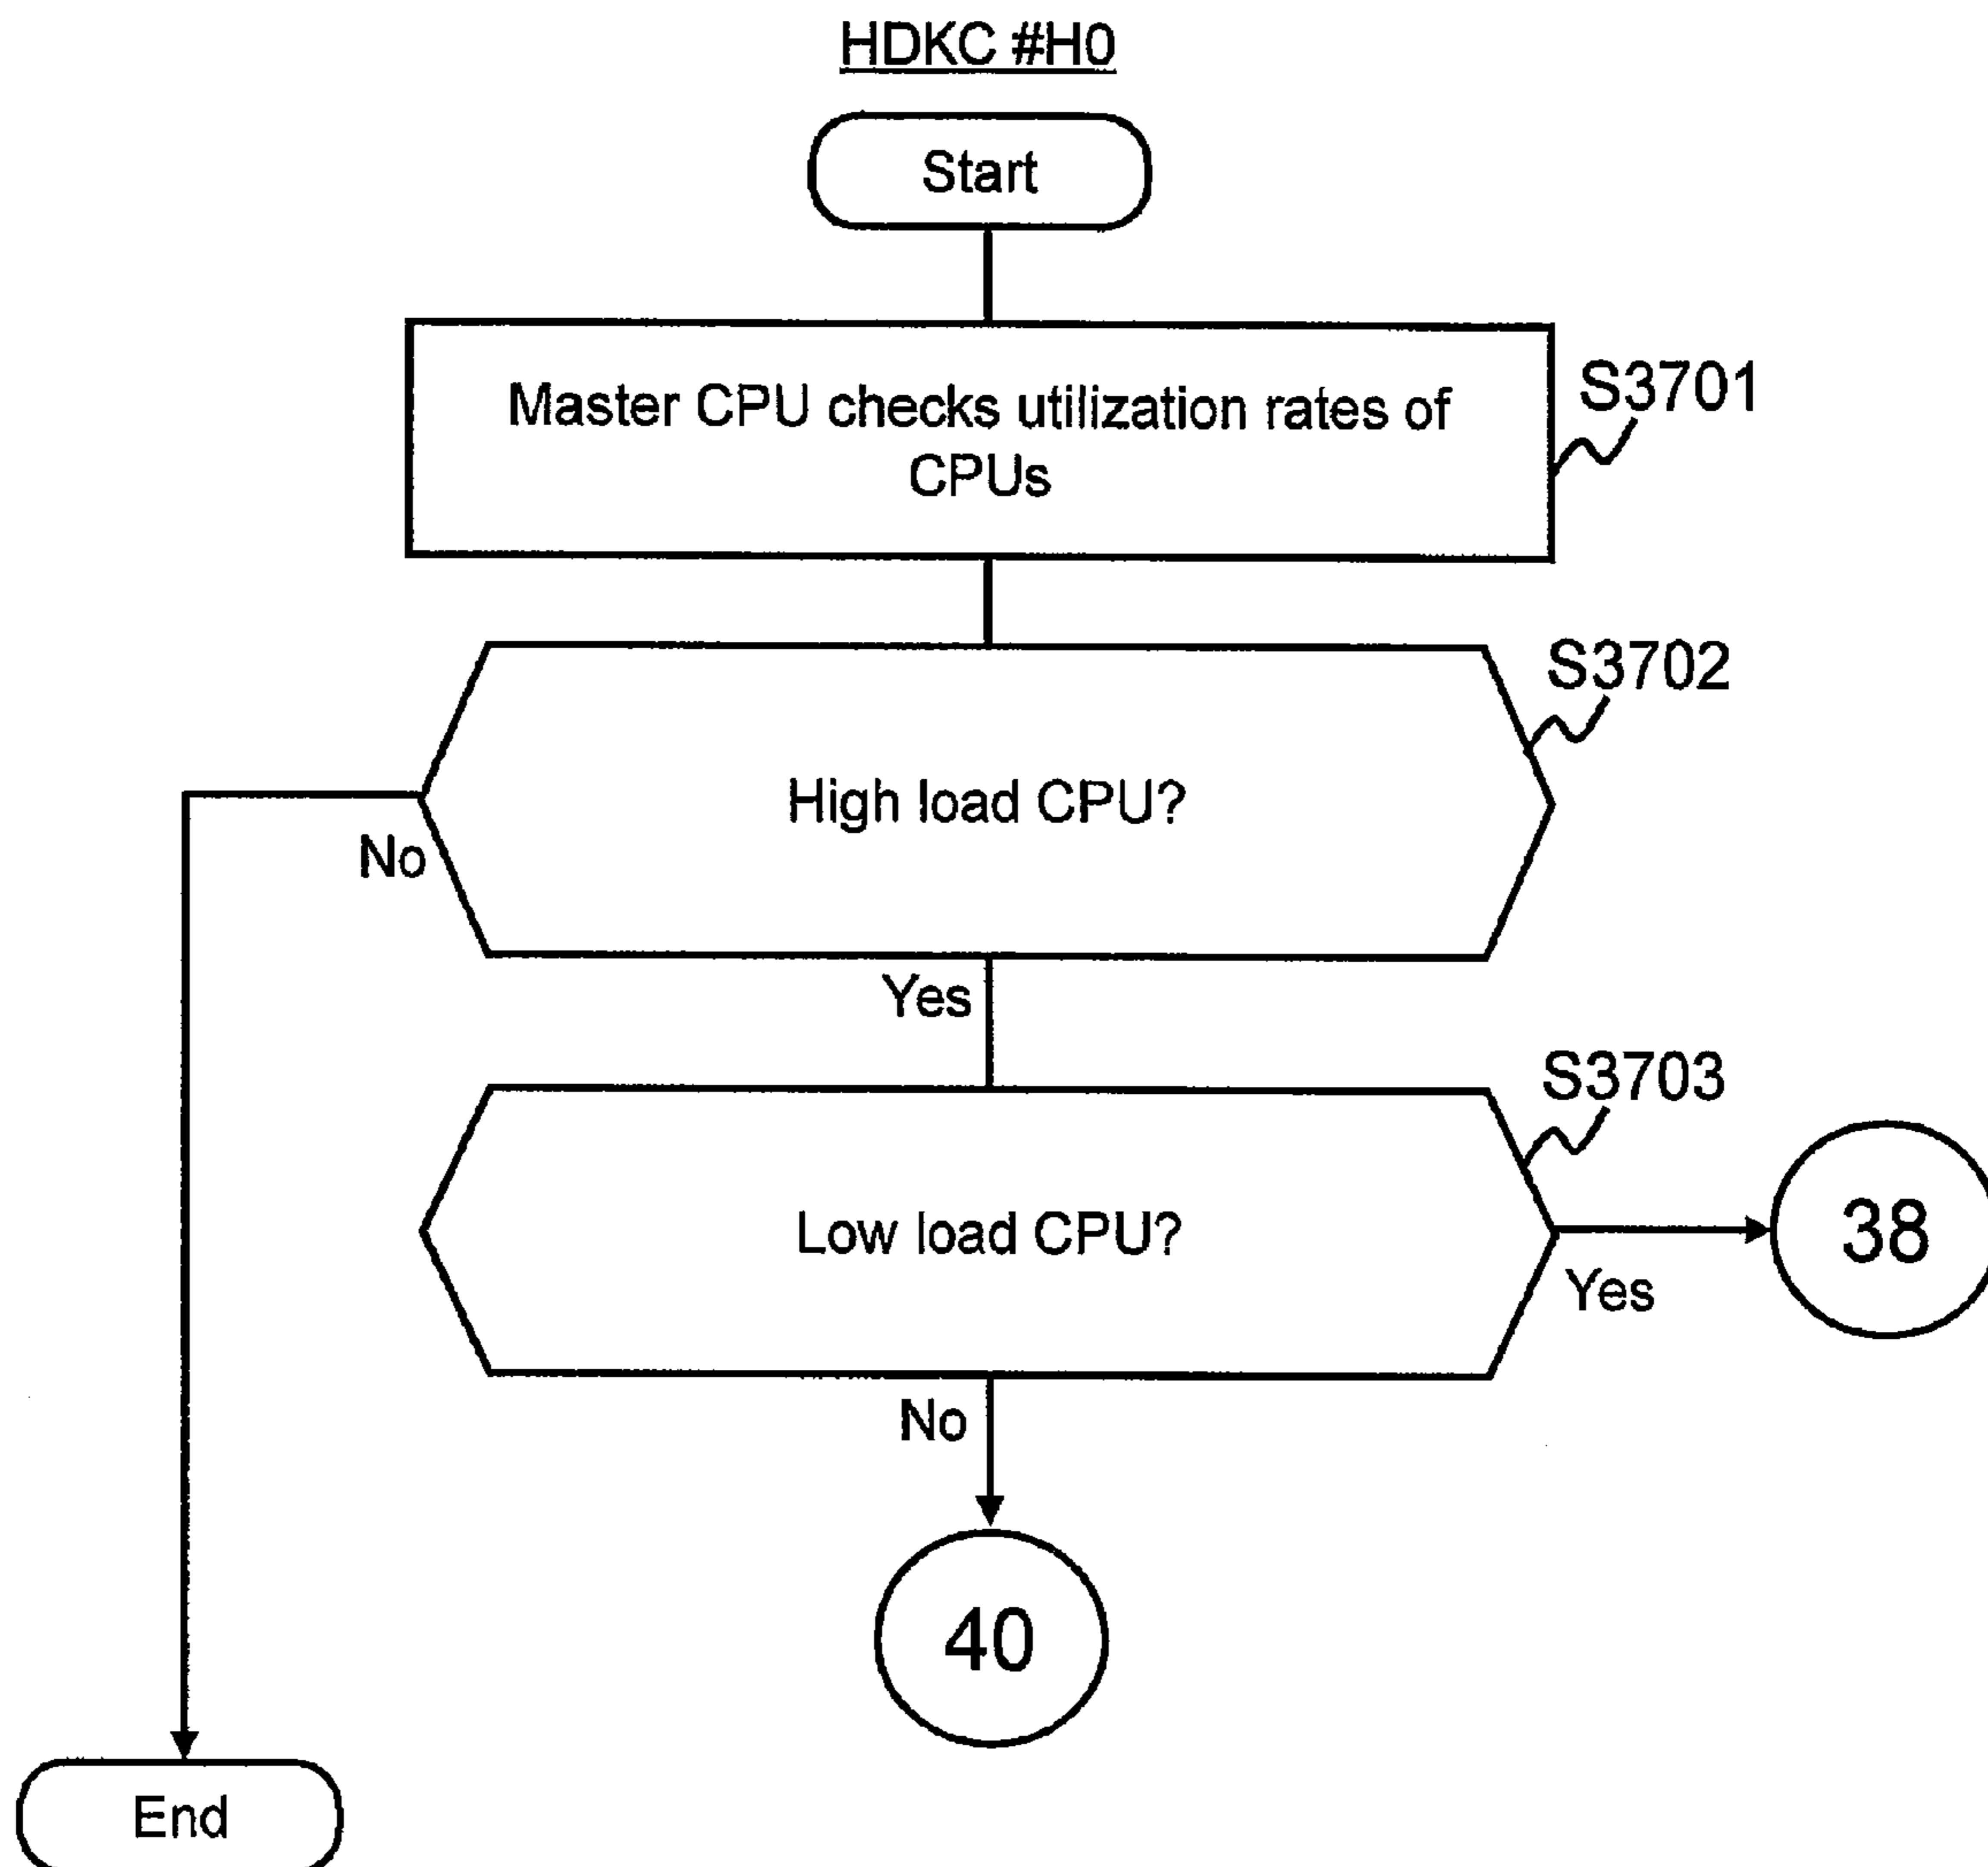 HDKC #H0
Start
Master CPU checks utilization rates of
CPUs
S3701
High load CPU?
S3702
No
Yes
Low load CPU?
S3703
Yes
38
No
40
End